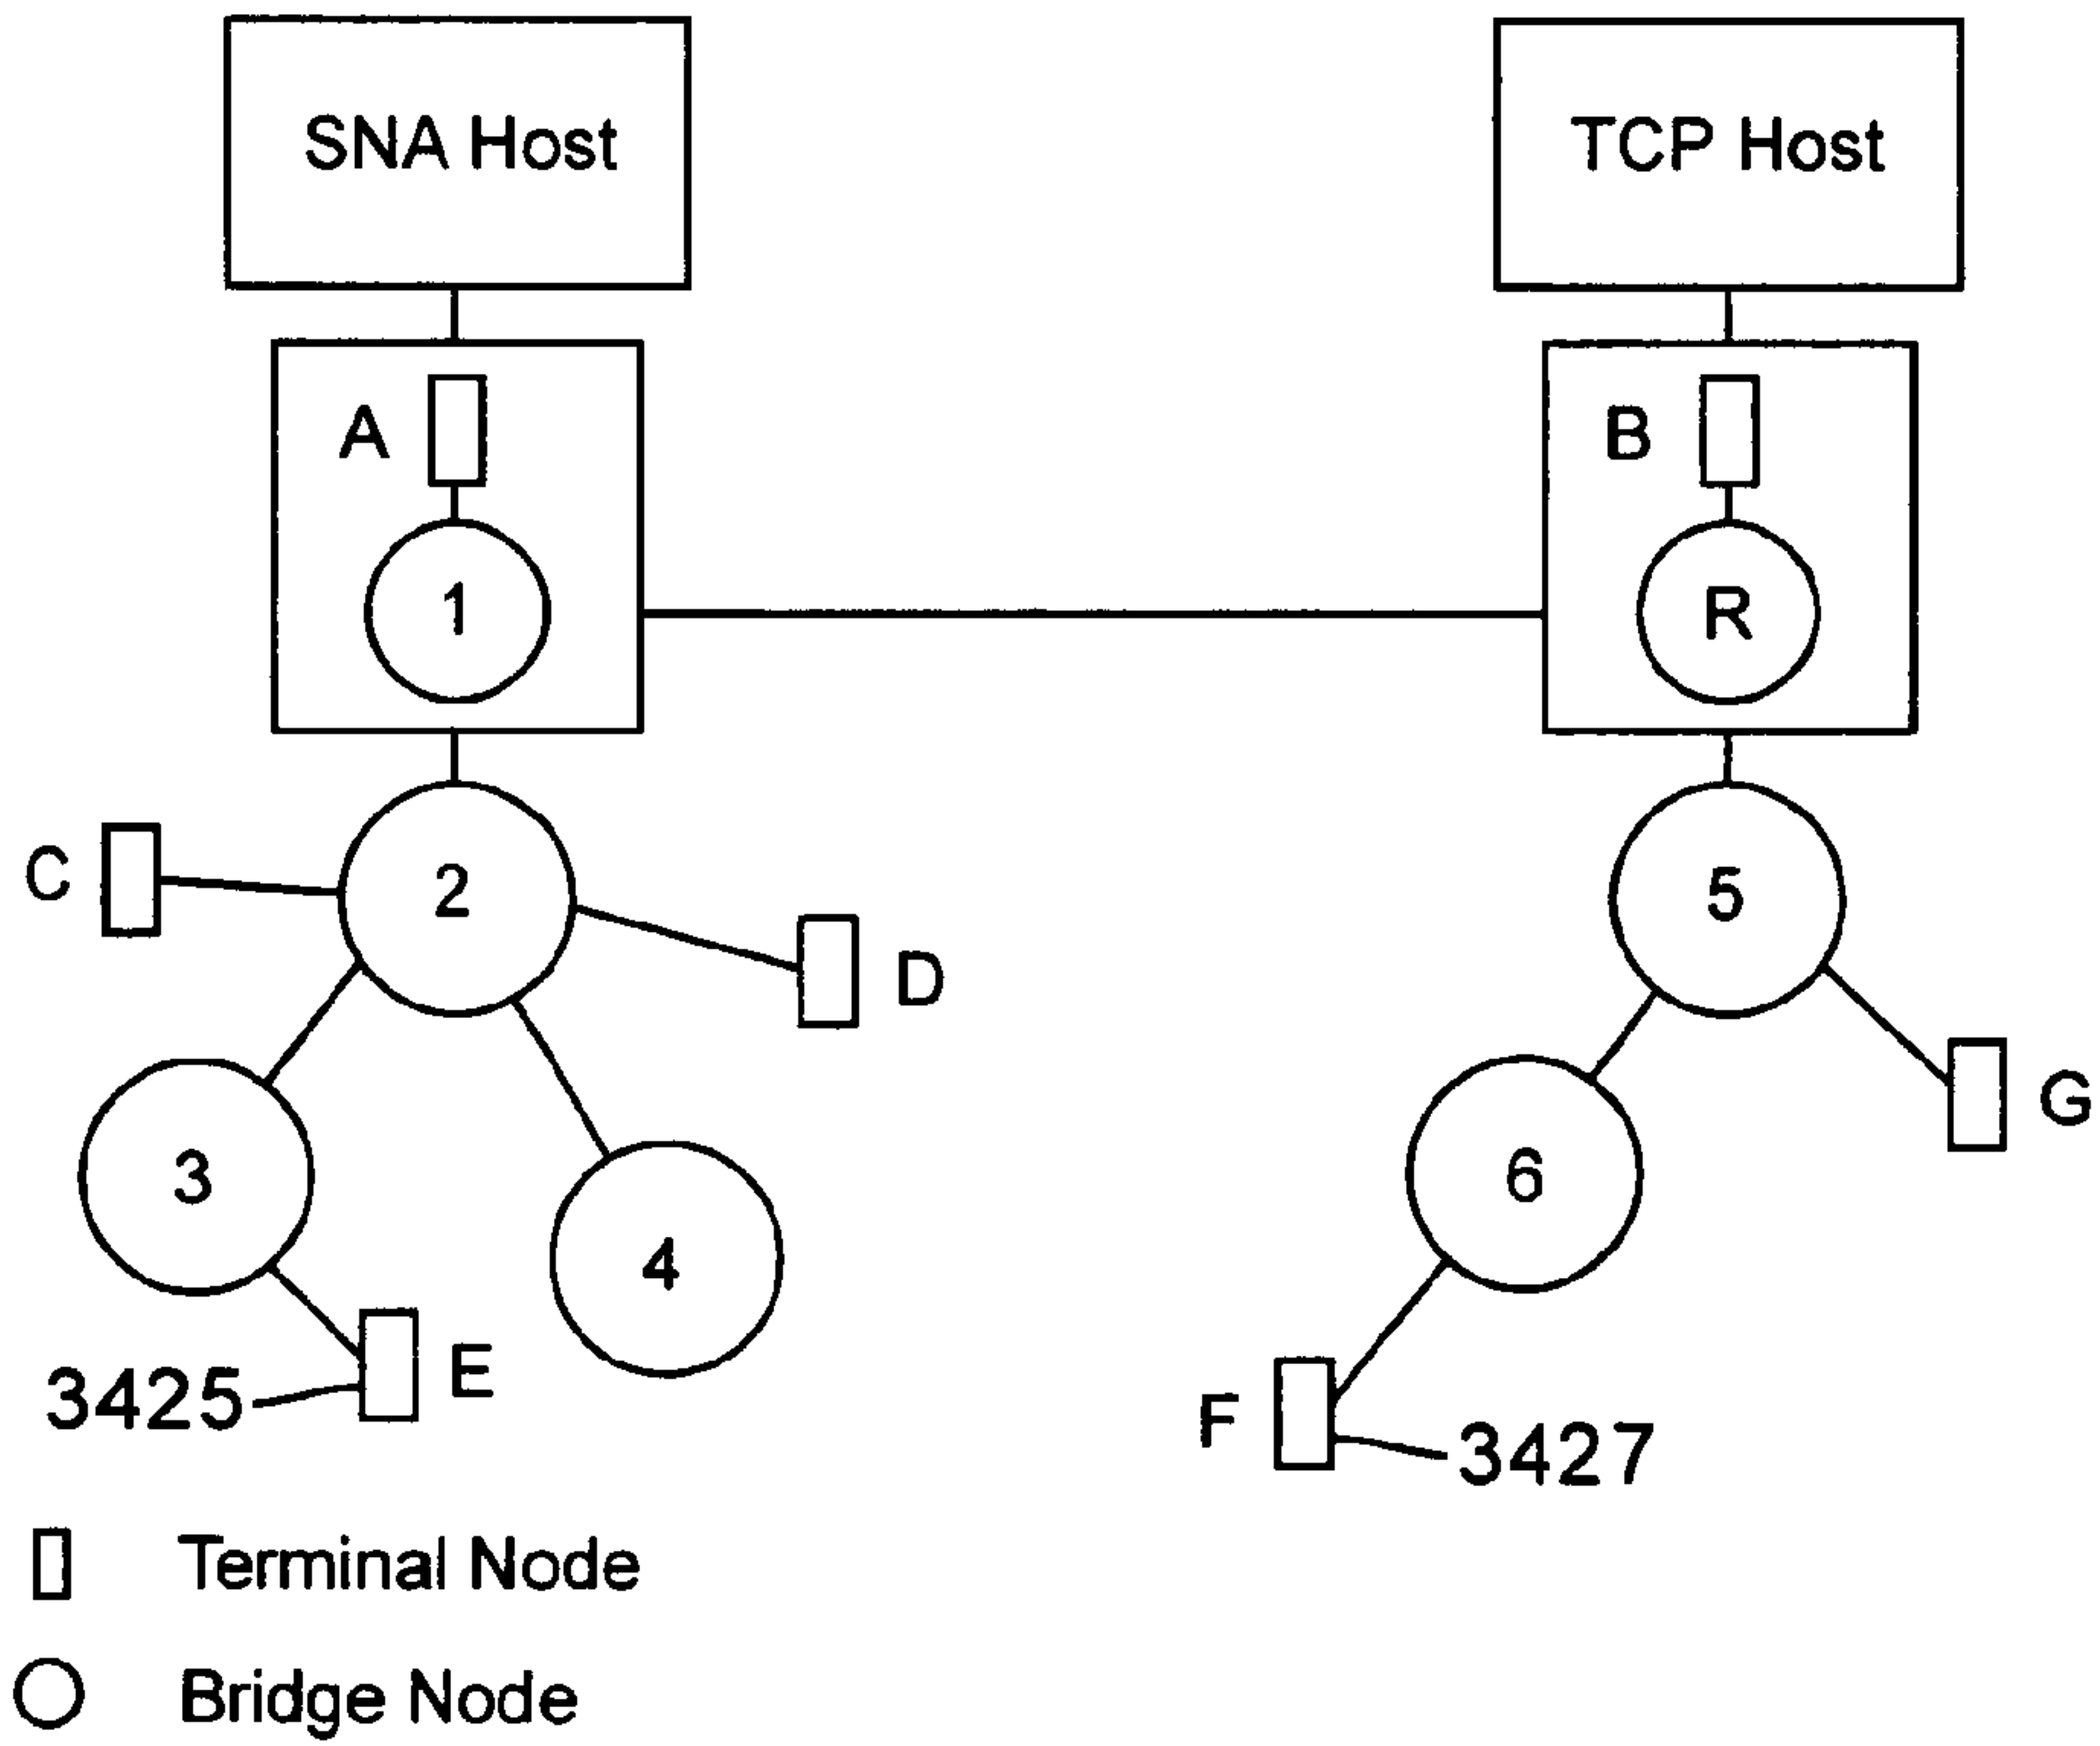 SNA Host
TCP Host
A
B
1
R
C
2
5
D
G
3
6
4
E
3425
F
3427
Terminal Node
Bridge Node